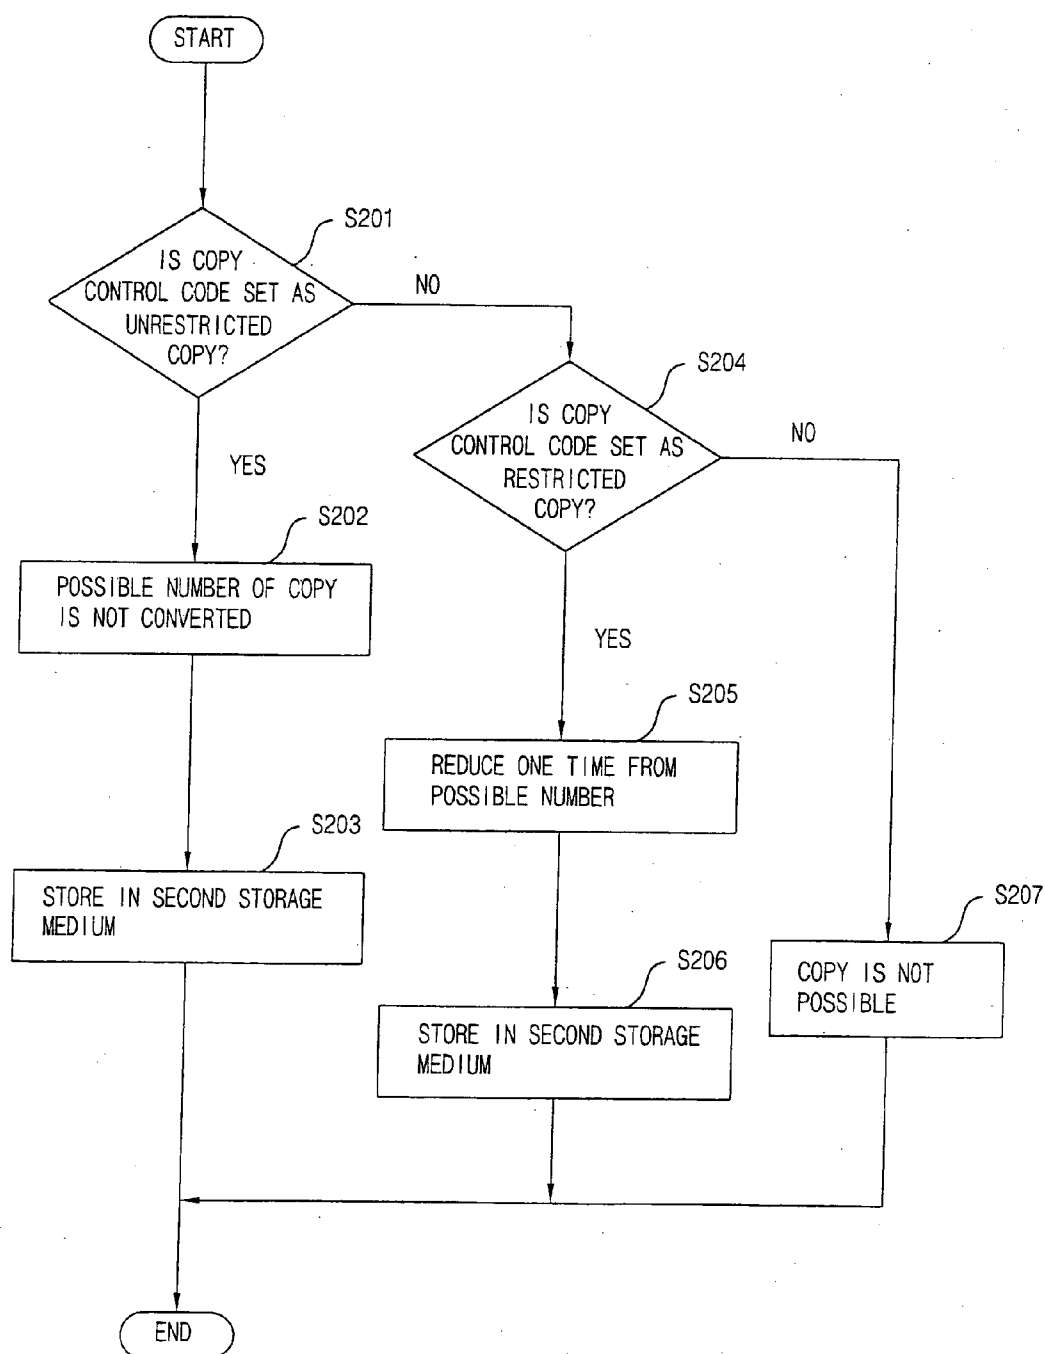 START
S201
IS COPY
CONTROL CODE SET AS
UNRESTRICTED
COPY?
NO
S204
IS COPY
CONTROL CODE SET AS
RESTRICTED
COPY?
NO
YES
S202
POSSIBLE NUMBER OF COPY
IS NOT CONVERTED
YES
S205
REDUCE ONE TIME FROM
POSSIBLE NUMBER
S203
STORE IN SECOND STORAGE
MEDIUM
S207
COPY IS NOT
POSSIBLE
S206
STORE IN SECOND STORAGE
MEDIUM
END